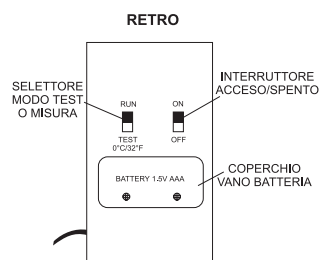 RETRO
SELETTORE
MODO TEST
O MISURA
RUN
TEST
0°C/32°F
ON
OFF
INTERRUTTORE
ACCESO/SPENTO
BATTERY 1.5V AAA
COPERCHIO
VANO BATTERIA